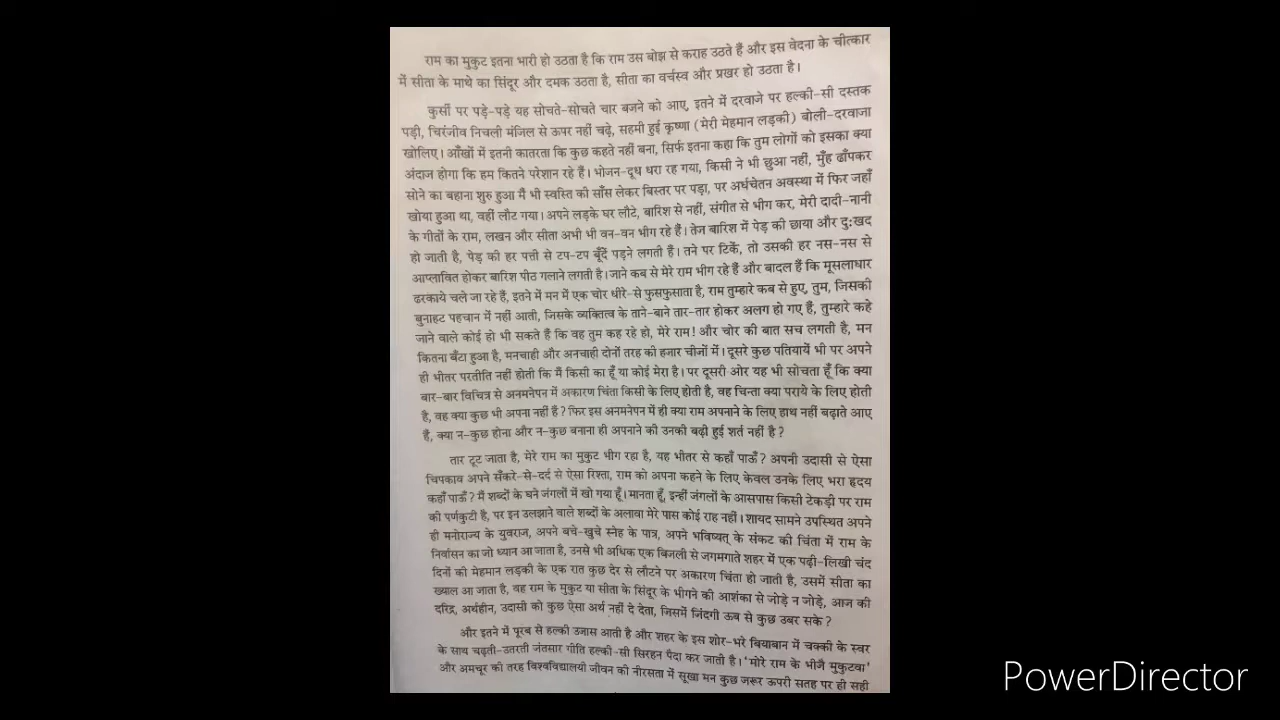 राम का मुकुट इतना भारी हो उठता है कि राम उस बोझ से कराह उठते हैं और इस वेदना के चीत्कार
में सीता के माथे का सिंदूर और दमक उठता है, सीता का वर्चस्व और प्रखर हो उठता है।
कुर्सी पर पड़े-पड़े यह सोचते-सोचते चार बजने को आए, इतने में दरवाजे पर हल्की-सी दस्तक
पड़ी, चिरंजीव निचली मंजिल से ऊपर नहीं चढ़े, सहमी हुई कृष्णा (मेरी मेहमान लड़की) बोली-दरवाजा
खोलिए। आँखों में इतनी कातरता कि कुछ कहते नहीं बना, सिर्फ इतना कहा कि तुम लोगों को इसका क्या
अंदाज होगा कि हम कितने परेशान रहे हैं। भोजन-दूध धरा रह गया, किसी ने भी छुआ नहीं, मुँह ढाँपकर
सोने का बहाना शुरु हुआ मैं भी स्वस्ति की साँस लेकर बिस्तर पर पड़ा, पर अर्धचेतन अवस्था में फिर जहाँ
खोया हुआ था, वहीं लौट गया। अपने लड़के घर लौटे, बारिश से नहीं, संगीत से भीग कर, मेरी दादी-नानी
के गीतों के राम, लखन और सीता अभी भी वन-वन भीग रहे हैं। तेज बारिश में पेड़ की छाया और दुःखद
हो जाती है, पेड़ की हर पत्ती से टप-टप बूँदें पड़ने लगती हैं। तने पर टिकें, तो उसकी हर नस-नस से
आप्लावित होकर बारिश पीठ गलाने लगती है। जाने कब से मेरे राम भीग रहे हैं और बादल हैं कि मूसलाधार
ढरकाये चले जा रहे हैं, इतने में मन में एक चोर धीरे-से फुसफुसाता है, राम तुम्हारे कब से हुए, तुम, जिसकी
बुनाहट पहचान में नहीं आती, जिसके व्यक्तित्व के ताने-बाने तार-तार होकर अलग हो गए हैं, तुम्हारे कहे
जाने वाले कोई हो भी सकते हैं कि वह तुम कह रहे हो, मेरे राम! और चोर की बात सच लगती है, मन
कितना बँटा हुआ है, मनचाही और अनचाही दोनों तरह की हजार चीजों में। दूसरे कुछ पतियायें भी पर अपने
ही भीतर परतीति नहीं होती कि मैं किसी का हूँ या कोई मेरा है। पर दूसरी ओर यह भी सोचता हूँ कि क्या
बार-बार विचित्र से अनमनेपन में अकारण चिंता किसी के लिए होती है, वह चिन्ता क्या पराये के लिए होती
है, वह क्या कुछ भी अपना नहीं है? फिर इस अनमनेपन में ही क्या राम अपनाने के लिए हाथ नहीं बढ़ाते आए
हैं, क्या न-कुछ होना और न-कुछ बनाना ही अपनाने की उनकी बढ़ी हुई शर्त नहीं है?
तार टूट जाता है, मेरे राम का मुकुट भीग रहा है, यह भीतर से कहाँ पाऊँ? अपनी उदासी से ऐसा
चिपकाव अपने सँकरे-से-दर्द से ऐसा रिश्ता, राम को अपना कहने के लिए केवल उनके लिए भरा हृदय
कहाँ पाऊँ? मैं शब्दों के घने जंगलों में खो गया हूँ। मानता हूँ, इन्हीं जंगलों के आसपास किसी टेकड़ी पर राम
की पर्णकुटी है, पर इन उलझाने वाले शब्दों के अलावा मेरे पास कोई राह नहीं। शायद सामने उपस्थित अपने
ही मनोराज्य के युवराज, अपने बचे-खुचे स्नेह के पात्र, अपने भविष्यत् के संकट की चिंता में राम के
निर्वासन का जो ध्यान आ जाता है, उनसे भी अधिक एक बिजली से जगमगाते शहर में एक पढ़ी-लिखी चंद
दिनों की मेहमान लड़की के एक रात कुछ देर से लौटने पर अकारण चिंता हो जाती है, उसमें सीता का
ख्याल आ जाता है, वह राम के मुकुट या सीता के सिंदूर के भीगने की आशंका से जोड़े न जोड़े, आज की
दरिद्र, अर्थहीन, उदासी को कुछ ऐसा अर्थ नहीं दे देता, जिसमें जिंदगी ऊब से कुछ उबर सके?
और इतने में पूरब से हल्की उजास आती है और शहर के इस शोर-भरे बियाबान में चक्की के स्वर
के साथ चढ़ती-उतरती जंतसार गीति हल्की-सी सिरहन पैदा कर जाती है। 'मोरे राम के भीजै मुकुटवा'
और अमचूर की तरह विश्वविद्यालयी जीवन की नीरसता में सूखा मन कुछ जरूर ऊपरी सतह पर ही सही
PowerDirector